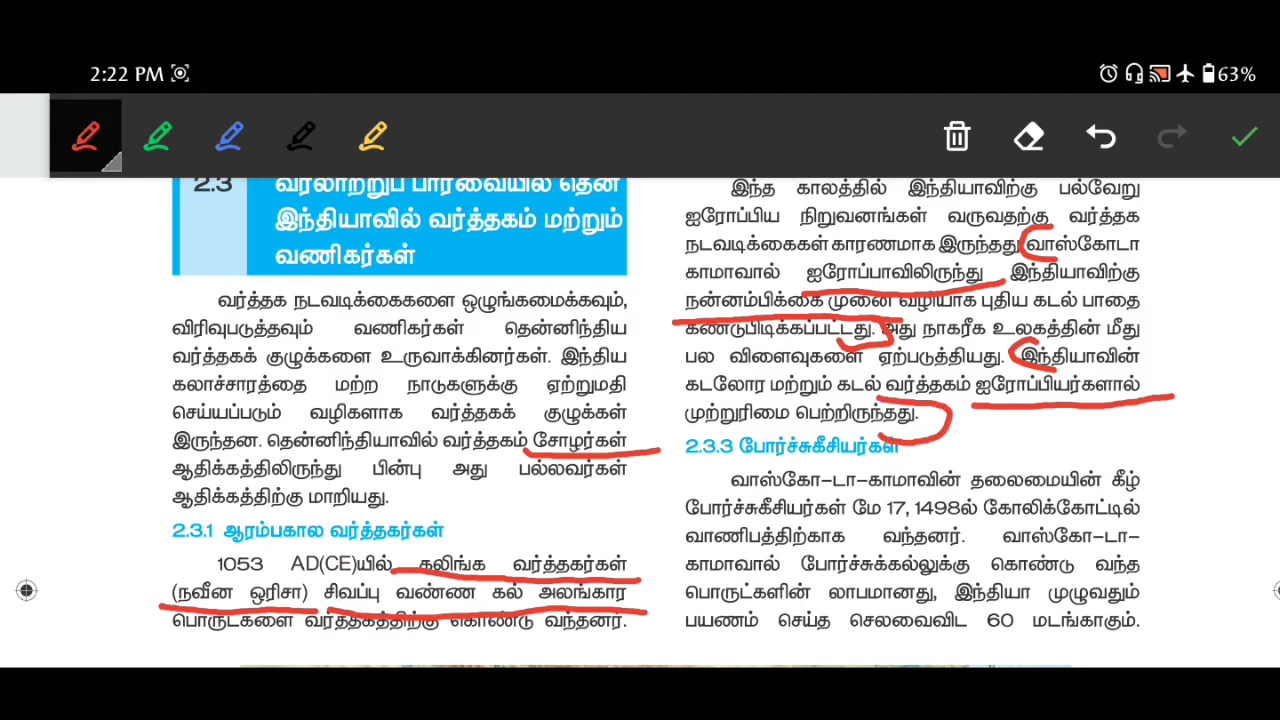 2:22 PM
63%
2.3 வரலாற்றுப் பார்வையில் தென்
இந்தியாவில் வர்த்தகம் மற்றும்
வணிகர்கள்
வர்த்தக நடவடிக்கைகளை ஒழுங்கமைக்கவும்,
விரிவுபடுத்தவும் வணிகர்கள் தென்னிந்திய
வர்த்தகக் குழுக்களை உருவாக்கினர்கள். இந்திய
கலாச்சாரத்தை மற்ற நாடுகளுக்கு ஏற்றுமதி
செய்யப்படும் வழிகளாக வர்த்தகக் குழுக்கள்
இருந்தன. தென்னிந்தியாவில் வர்த்தகம் சோழர்கள்
ஆதிக்கத்திலிருந்து பின்பு அது பல்லவர்கள்
ஆதிக்கத்திற்கு மாறியது.
2.3.1 ஆரம்பகால வர்த்தகர்கள்
1053 AD(CE)யில் கலிங்க வர்த்தகர்கள்
(நவீன ஒரிசா) சிவப்பு வண்ண கல் அலங்கார
பொருட்களை வர்த்தகத்திற்கு கொண்டு வந்தனர்.
இந்த காலத்தில் இந்தியாவிற்கு பல்வேறு
ஐரோப்பிய நிறுவனங்கள் வருவதற்கு வர்த்தக
நடவடிக்கைகள் காரணமாக இருந்தது வாஸ்கோடா
காமாவால் ஐரோப்பாவிலிருந்து இந்தியாவிற்கு
நன்னம்பிக்கை முனை வழியாக புதிய கடல் பாதை
கண்டுபிடிக்கப்பட்டது. அது நாகரீக உலகத்தின் மீது
பல விளைவுகளை ஏற்படுத்தியது. இந்தியாவின்
கடலோர மற்றும் கடல் வர்த்தகம் ஐரோப்பியர்களால்
முற்றுரிமை பெற்றிருந்தது.
2.3.3 போர்ச்சுகீசியர்கள்
வாஸ்கோ-டா-காமாவின் தலைமையின் கீழ்
போர்ச்சுகீசியர்கள் மே 17, 1498ல் கோலிக்கோட்டில்
வாணிபத்திற்காக வந்தனர். வாஸ்கோ-டா-
காமாவால் போர்ச்சுக்கல்லுக்கு கொண்டு வந்த
பொருட்களின் லாபமானது, இந்தியா முழுவதும்
பயணம் செய்த செலவைவிட 60 மடங்காகும்.